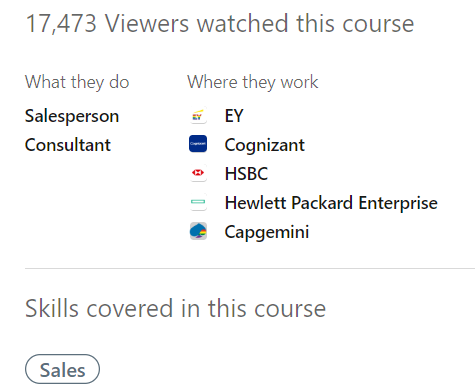 17,473 Viewers watched this course
What they do
Where they work
Salesperson
EY
Consultant
Cognizant
HSBC
Hewlett Packard Enterprise
Capgemini
Skills covered in this course
Sales